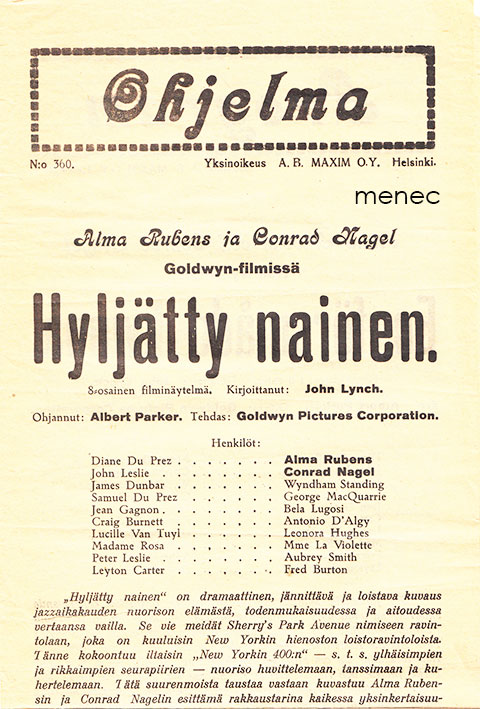 Ohjelma
N:o 360. Yksinoikeus A. B. MAXIM O.Y. Helsinki.
menec
Alma Rubens ja Conrad Nagel
Goldwyn-filmissä
Hyljätty nainen.
8-osainen filminäytelmä. Kirjoittanut: John Lynch.
Ohjannut: Albert Parker. Tehdas: Goldwyn Pictures Corporation.
Henkilöt:
Diane Du Prez . . . . . . . Alma Rubens
John Leslie . . . . . . . Conrad Nagel
James Dunbar . . . . . . . Wyndham Standing
Samuel Du Prez . . . . . . . George MacQuarrie
Jean Gagnon . . . . . . . . Bela Lugosi
Craig Burnett . . . . . . . Antonio D'Algy
Lucille Van Tuyl . . . . . . . Leonora Hughes
Madame Rosa . . . . . . . Mme La Violette
Peter Leslie . . . . . . . Aubrey Smith
Leyton Carter . . . . . . . Fred Burton
„Hyljätty nainen“ on dramaattinen, jännittävä ja loistava kuvaus
jazzaikakauden nuorison elämästä, todenmukaisuudessa ja aitoudessa
vertaansa vailla. Se vie meidät Sherry's Park Avenue nimiseen ravin-
tolaan, joka on kuuluisin New Yorkin hienoston loistoravintoloista.
Tänne kokoontuu iltaisin „New Yorkin 400:n“ — s. t. s. ylhäisimpien
ja rikkaimpien seurapiirien — nuoriso huvittelemaan, tanssimaan ja ku-
hertelemaan. Tätä suurenmoista taustaa vastaan kuvastuu Alma Ruben-
sin ja Conrad Nagelin esittämä rakkaustarina kaikessa yksinkertaisuu-